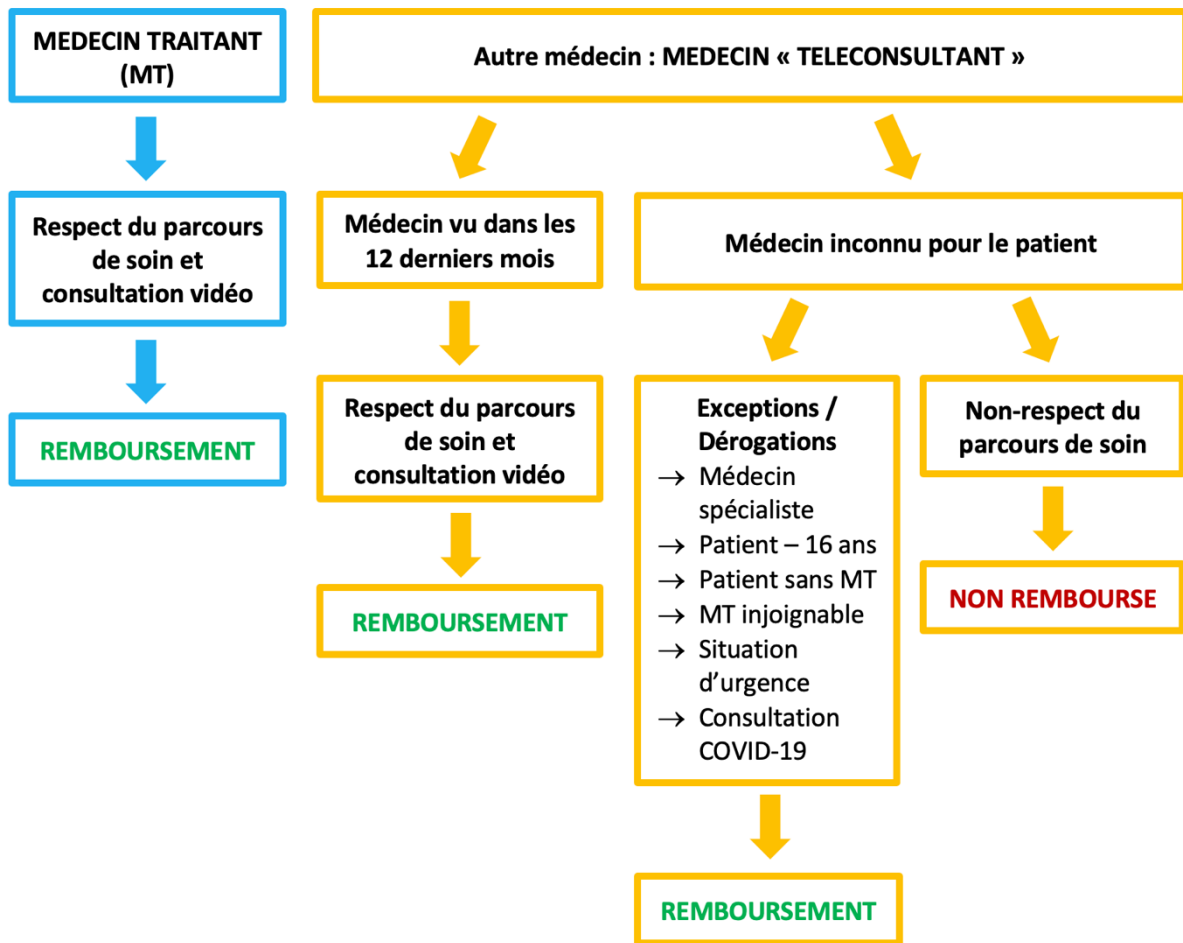 MEDECIN TRAITANT
(MT)
Autre médecin : MEDECIN « TELECONSULTANT »
Respect du parcours
de soin et
consultation vidéo
REMBOURSEMENT
Médecin vu dans les
12 derniers mois
Respect du parcours
de soin et
consultation vidéo
REMBOURSEMENT
Médecin inconnu pour le patient
Exceptions /
Dérogations
→ Médecin
spécialiste
→ Patient – 16 ans
→ Patient sans MT
→ MT injoignable
→ Situation
d’urgence
→ Consultation
COVID-19
REMBOURSEMENT
Non-respect du
parcours de soin
NON REMBOURSE